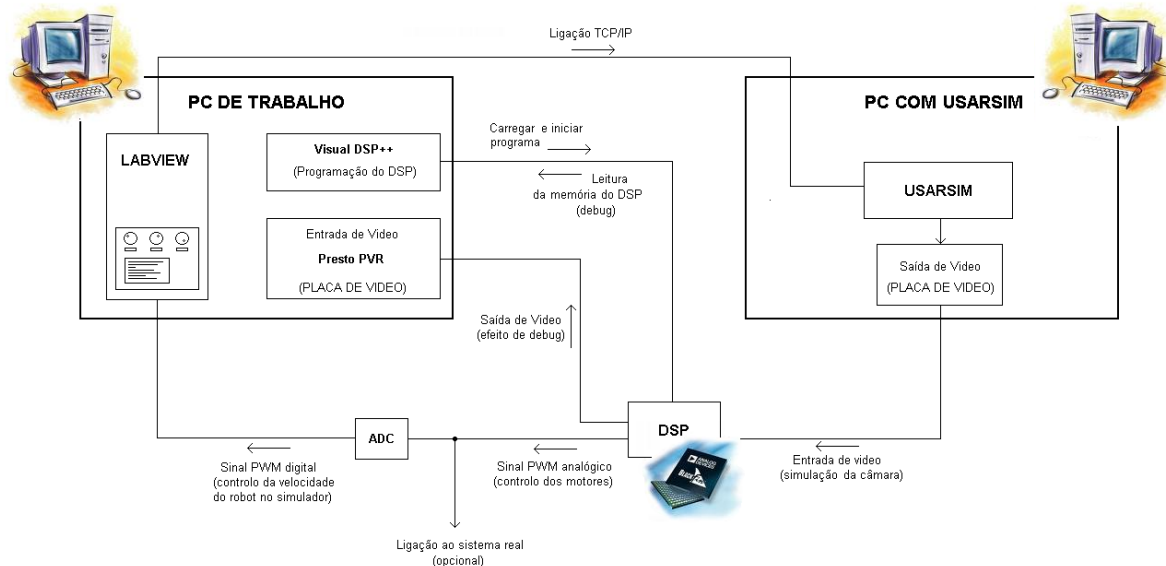 Ligação TCP/IP
PC DE TRABALHO
PC COM USARSIM
LABVIEW
Visual DSP++
(Programação do DSP)
Carregar e iniciar
programa
Leitura
da memória do DSP
(debug)
USARSIM
Entrada de Video
Presto PVR
(PLACA DE VIDEO)
Saída de Video
(PLACA DE VIDEO)
Saída de Video
(efeito de debug)
ADC
DSP
ANALOG
DEVICES
Sinal PWM digital
(controlo da velocidade
do robot no simulador)
Sinal PWM analógico
(controlo dos motores)
Entrada de video
(simulação da câmara)
Ligação ao sistema real
(opcional)